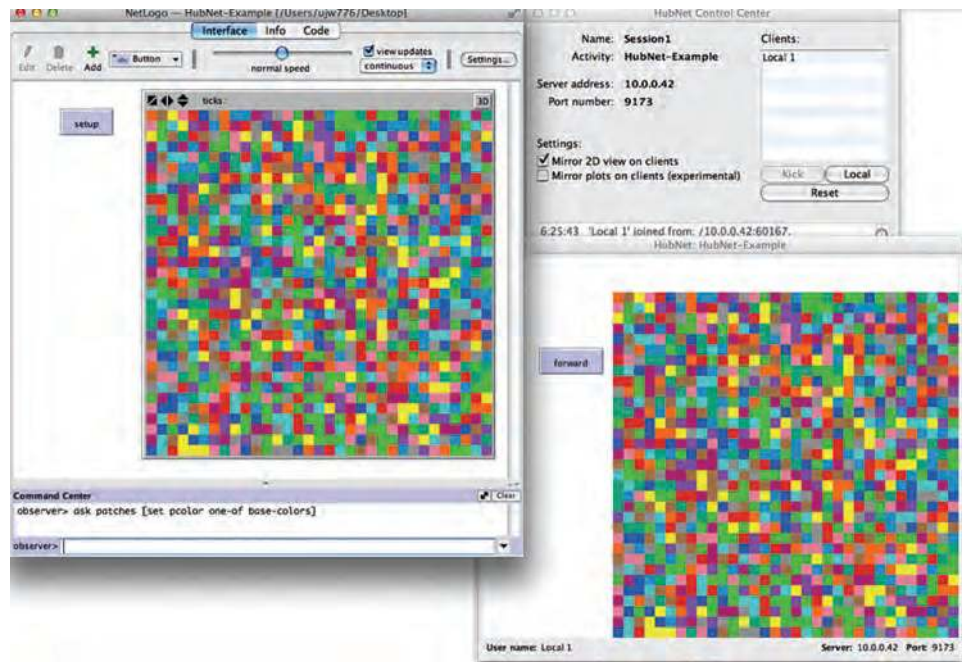 NetLogo — HubNet-Example {/Users/ujw776/Desktop}
Interface Info Code
Edit Delete Add Button normal speed view updates continuous Settings...
setup
ticks: 3D
Command Center Clear
observer> ask patches [set pcolor one-of base-colors]
observer>
HubNet Control Center
Name: Session1 Clients:
Activity: HubNet-Example Local 1
Server address: 10.0.0.42
Port number: 9173
Settings:
Mirror 2D view on clients
Mirror plots on clients (experimental)
Kick Local
Reset
6:25:43 'Local 1' joined from: /10.0.0.42:60167.
HubNet: HubNet-Example
forward
User name: Local 1 Server: 10.0.0.42 Port: 9173